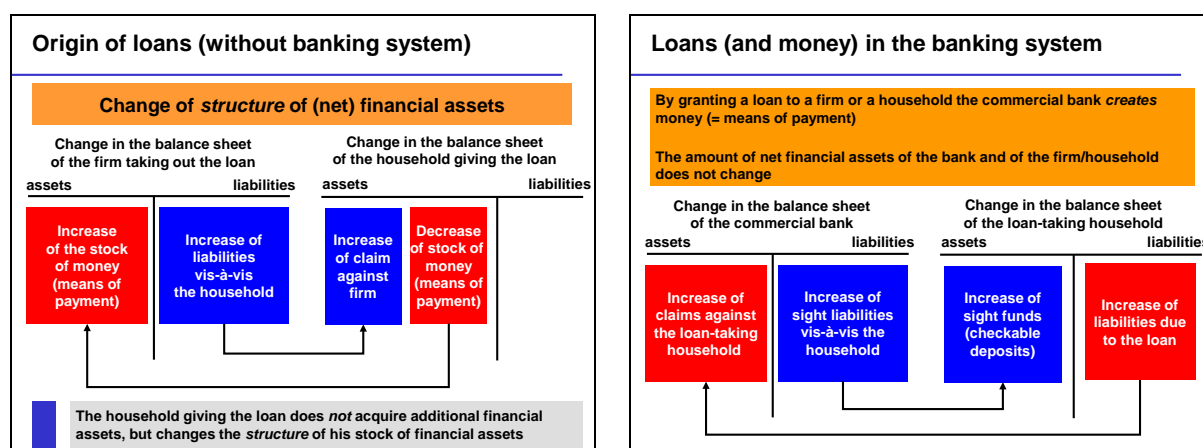 Origin of loans (without banking system)
Change of structure of (net) financial assets
Change in the balance sheet
of the firm taking out the loan
assets
liabilities
Increase
of the stock
of money
(means of
payment)
Increase of
liabilities
vis-à-vis
the household
Change in the balance sheet
of the household giving the loan
assets
liabilities
Increase
of claim
against
firm
Decrease
of stock of
money
(means of
payment)
The household giving the loan does not acquire additional financial
assets, but changes the structure of his stock of financial assets
Loans (and money) in the banking system
By granting a loan to a firm or a household the commercial bank creates
money (= means of payment)
The amount of net financial assets of the bank and of the firm/household
does not change
Change in the balance sheet
of the commercial bank
assets
liabilities
Increase of
claims against
the loan-taking
household
Increase of
sight liabilities
vis-à-vis the
household
Change in the balance sheet
of the loan-taking household
assets
liabilities
Increase of
sight funds
(checkable
deposits)
Increase of
liabilities due
to the loan